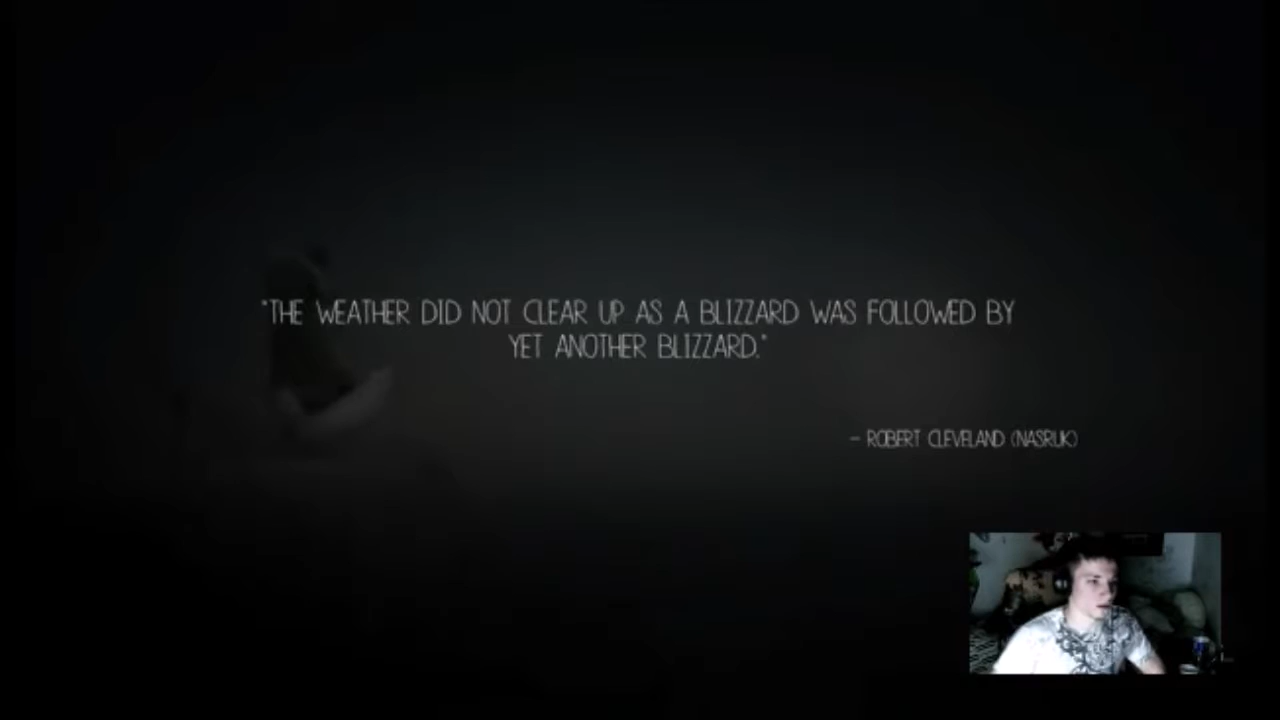 "THE WEATHER DID NOT CLEAR UP AS A BLIZZARD WAS FOLLOWED BY
YET ANOTHER BLIZZARD."
– ROBERT CLEVELAND (NASRUK)